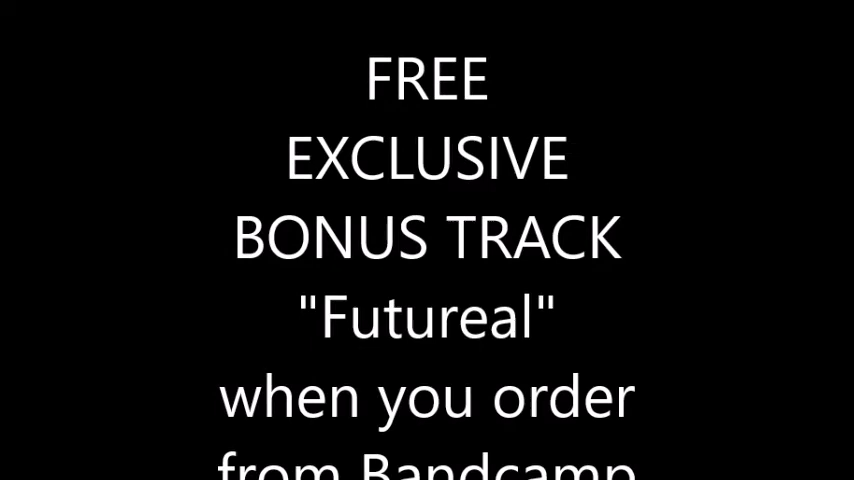 FREE
EXCLUSIVE
BONUS TRACK
"Futureal"
when you order
from Bandcamp